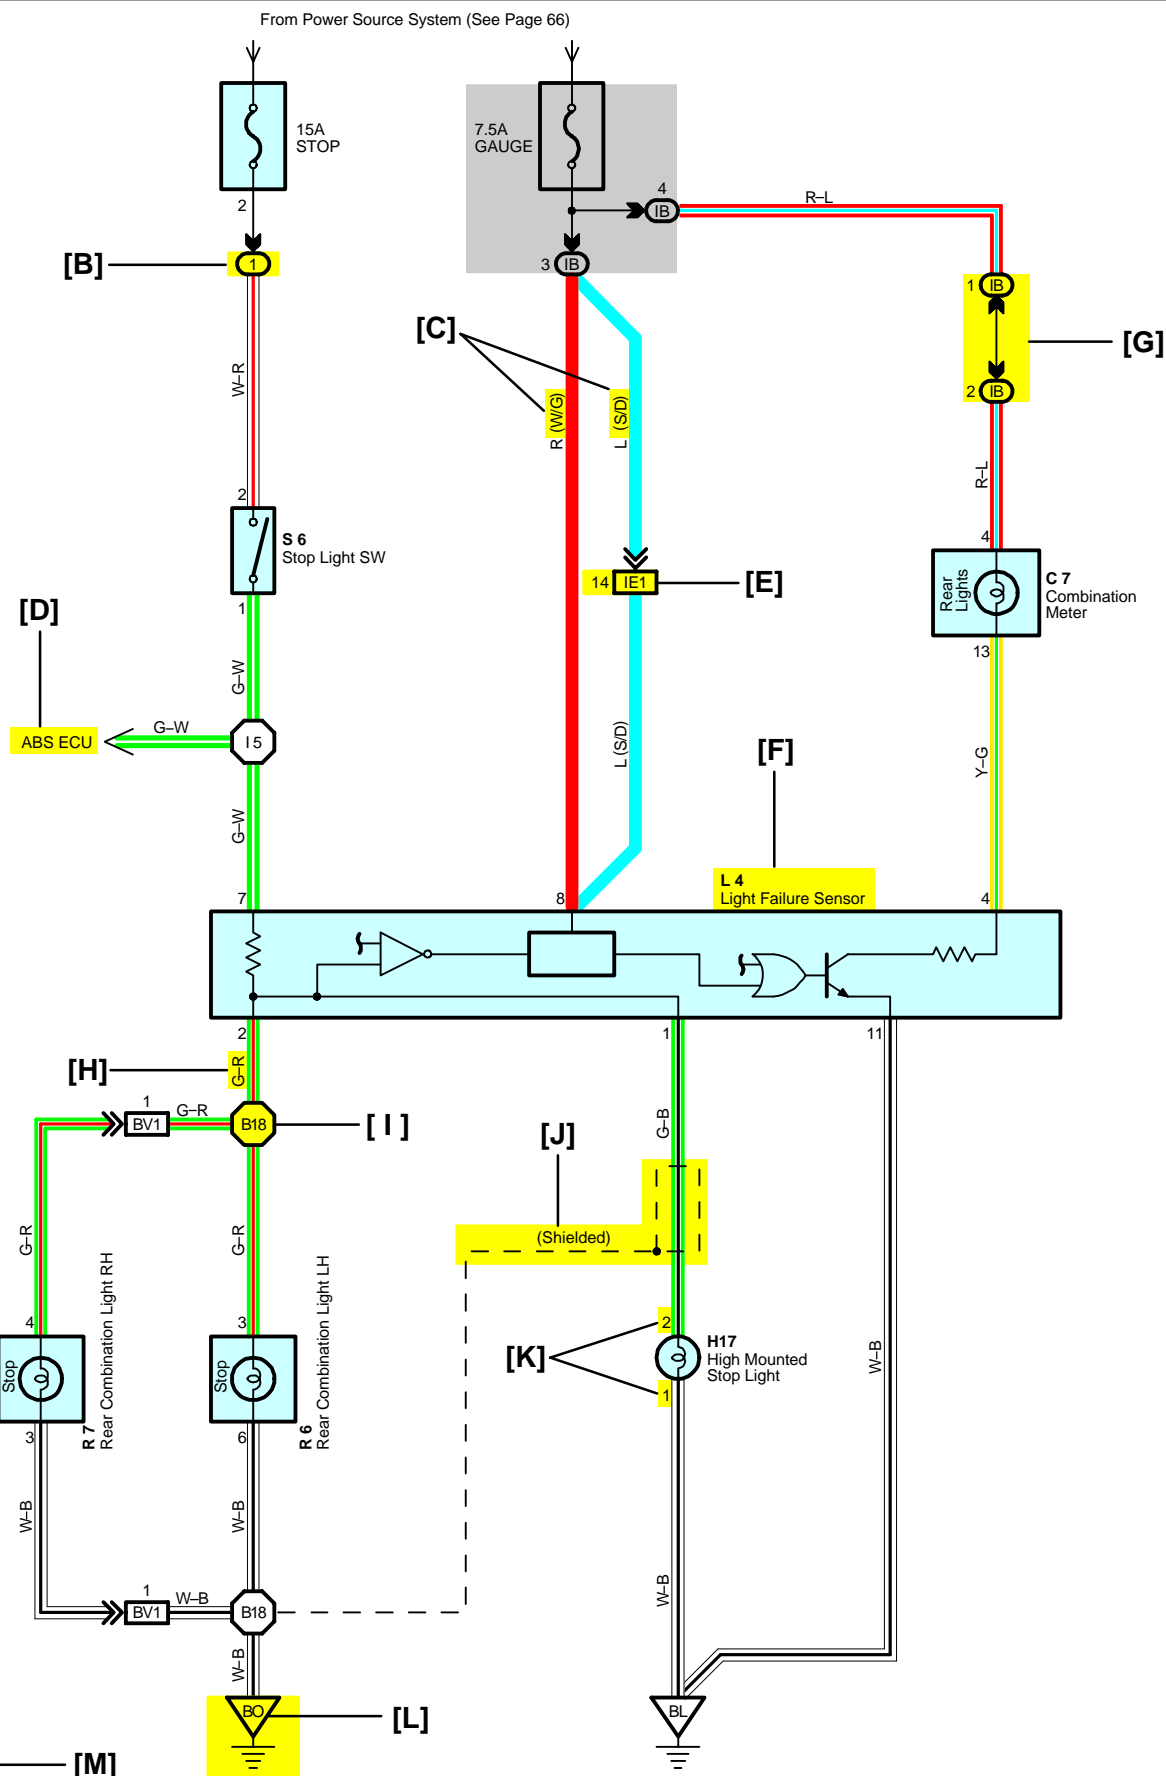 From Power Source System (See Page 66)
15A
STOP
7.5A
GAUGE
2
4
IB
R–L
[B]
1
3 IB
1 IB
[C]
[G]
W–R
R (W/G)
L (S/D)
2 IB
R–L
2
S 6
Stop Light SW
1
4
Rear
Lights
C 7
Combination
Meter
13
14 IE1
[E]
[D]
G–W
ABS ECU
G–W
I 5
L (S/D)
[F]
Y–G
G–W
7
8
L 4
Light Failure Sensor
4
2
1
11
[H]
G–R
1
BV1
G–R
B18
[ I ]
G–B
[J]
(Shielded)
G–R
G–R
4
Stop
3
R 7
Rear Combination Light RH
3
Stop
6
R 6
Rear Combination Light LH
2
[K]
1
H17
High Mounted
Stop Light
W–B
W–B
W–B
W–B
1
BV1
W–B
B18
W–B
BO
[L]
BL
[M]